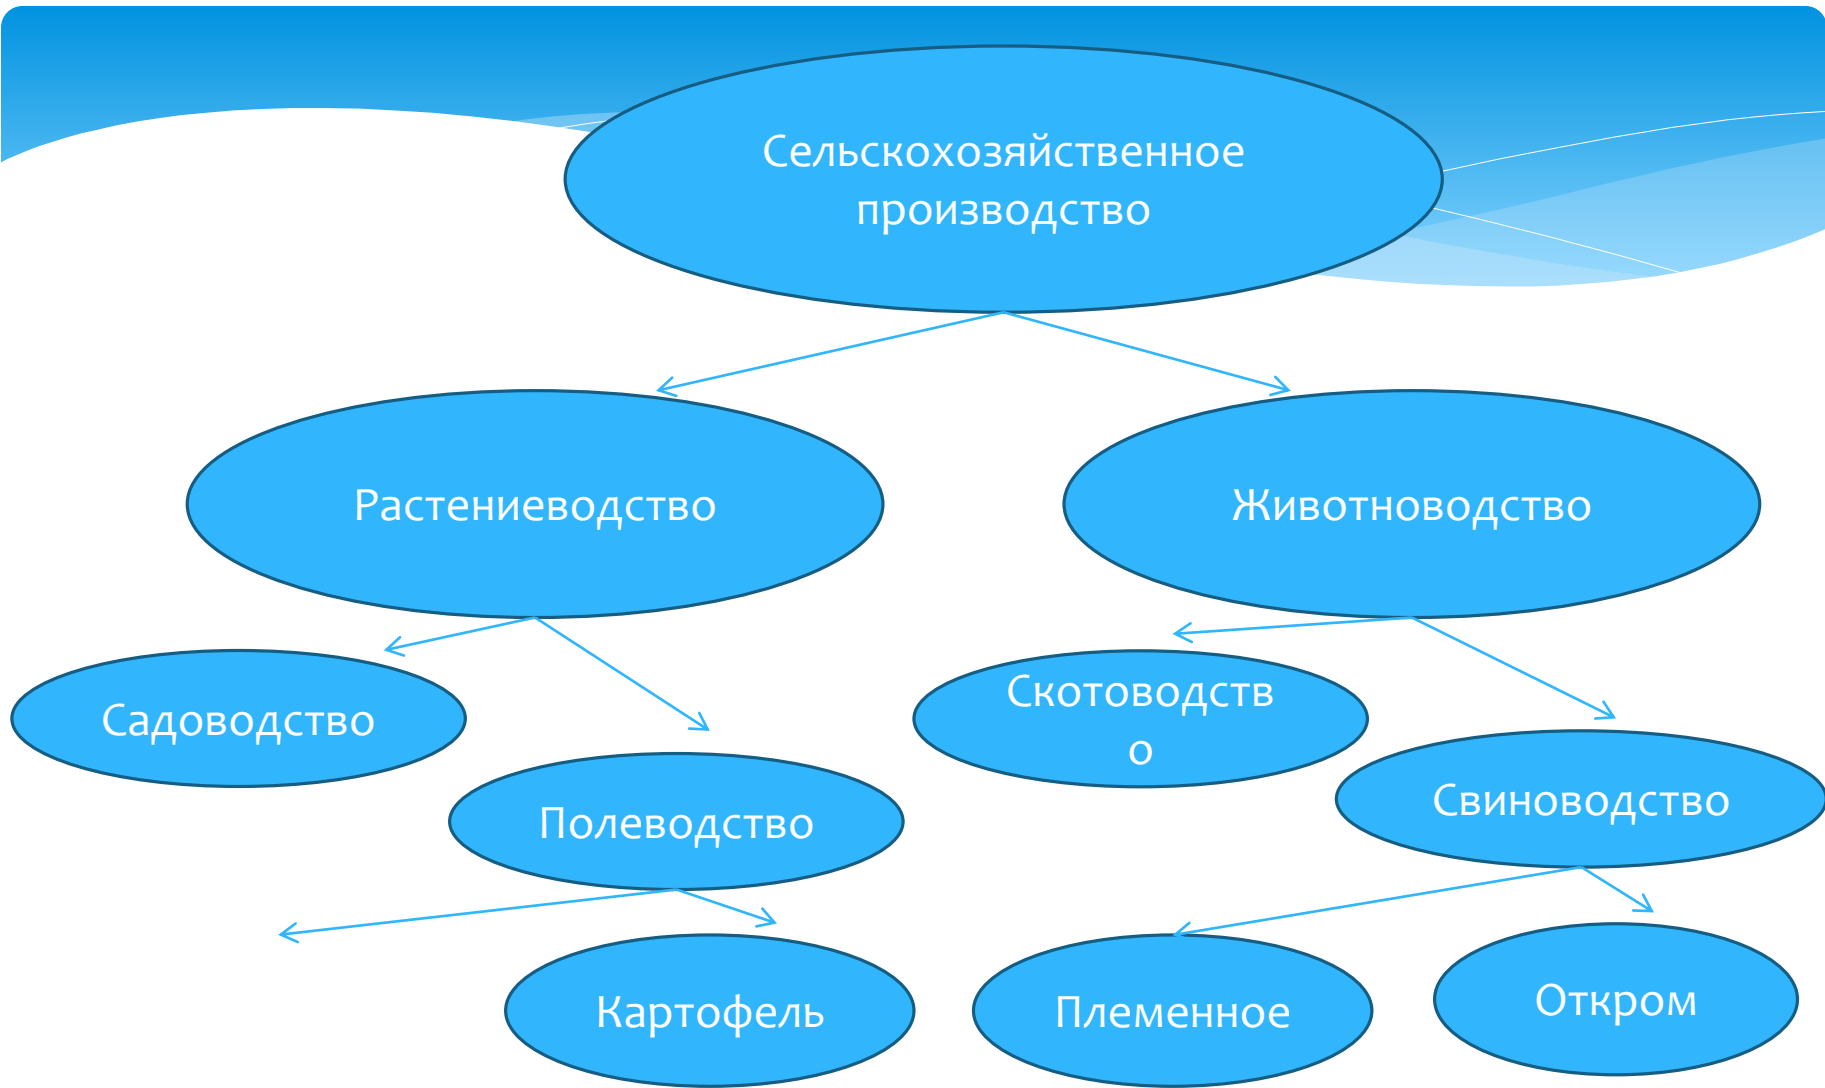 Сельскохозяйственное
производство
Растениеводство
Животноводство
Садоводство
Скотоводств
о
Полеводство
Свиноводство
Картофель
Племенное
Откром